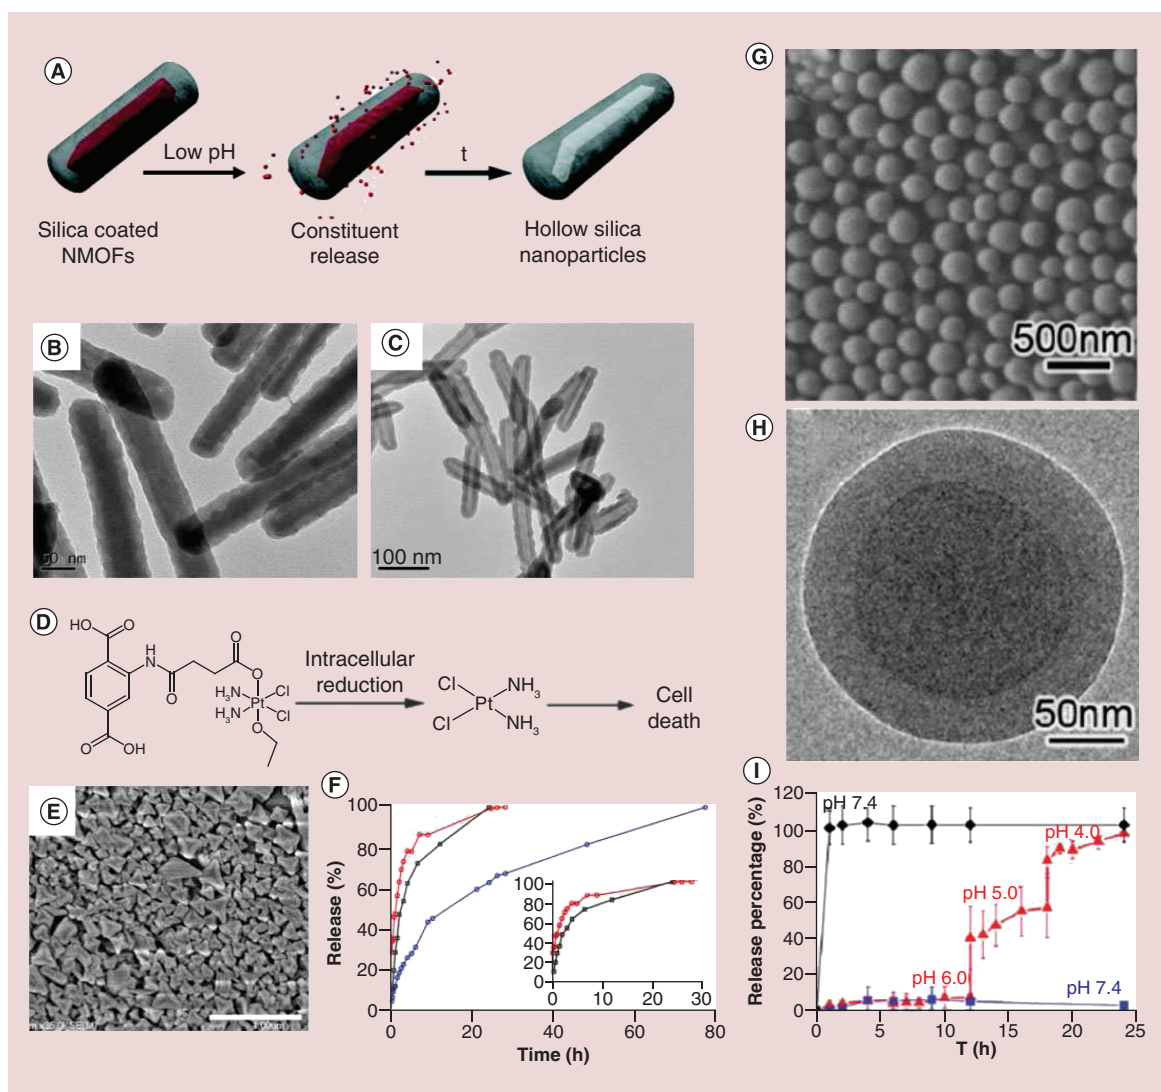 A
Low pH
t
Silica coated
NMOFs
Constituent
release
Hollow silica
nanoparticles
G
500nm
B
50 nm
C
100 nm
H
50nm
D
HO
O
H
N
O
O
O
HO
O
OH
H3N
Cl
Pt
H3N
Cl
O
Intracellular
reduction
Cl
NH3
Pt
Cl
NH3
Cell
death
E
1.00um
F
Release (%)
100
80
60
40
20
0
0
20
40
60
80
Time (h)
100
80
60
40
20
0
0
10
20
30
I
Release percentage (%)
120
100
80
60
40
20
0
0
5
10
15
20
25
T (h)
pH 7.4
pH 4.0
pH 5.0
pH 6.0
pH 7.4